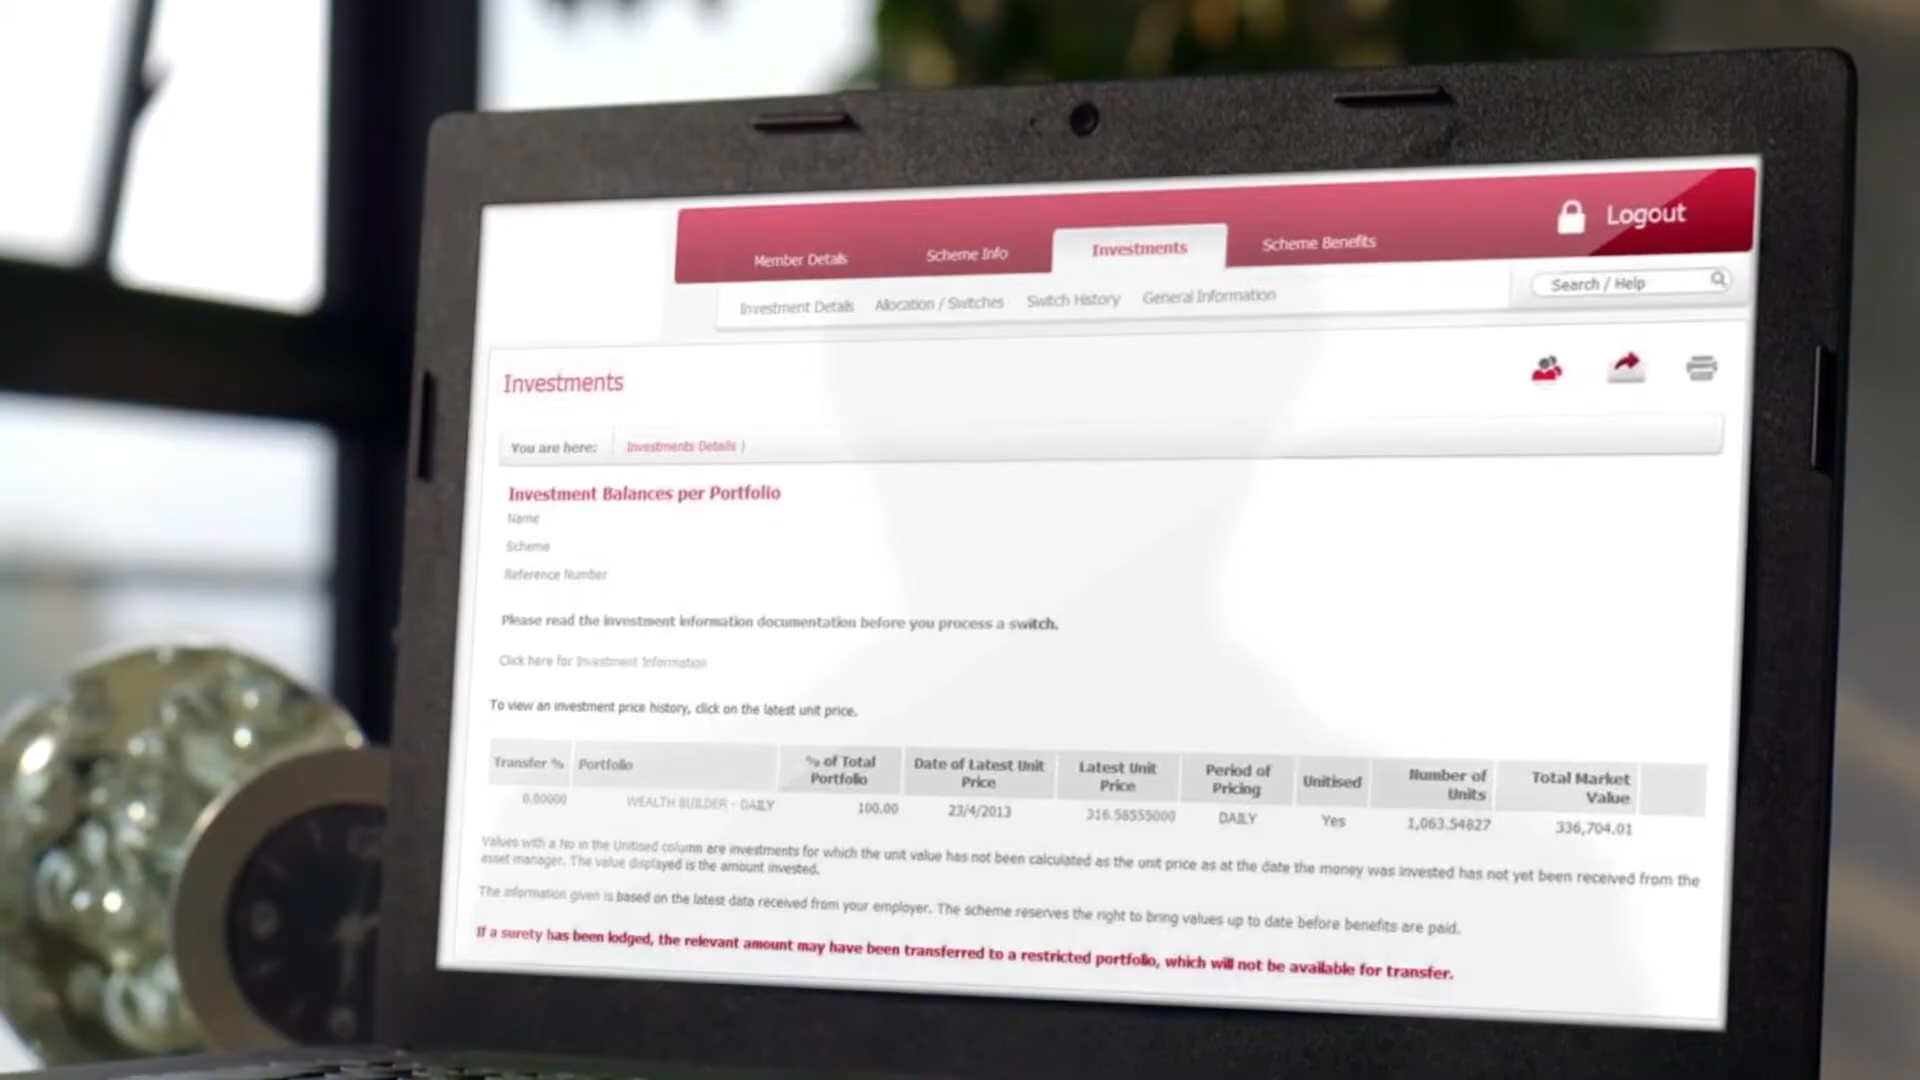 Logout
Member Details Scheme Info Investments Scheme Benefits
Investment Details Allocation / Switches Switch History General Information Search / Help
Investments
You are here: Investments Details )
Investment Balances per Portfolio
Name
Scheme
Reference Number
Please read the investment information documentation before you process a switch.
Click here for Investment Information
To view an investment price history, click on the latest unit price.
Transfer % Portfolio % of Total Portfolio Date of Latest Unit Price Latest Unit Price Period of Pricing Unitised Number of Units Total Market Value
0.00000 WEALTH BUILDER - DAILY 100.00 23/4/2013 316.58555000 DAILY Yes 1,063.54827 336,704.01
Values with a No in the Unitised column are investments for which the unit value has not been calculated as the unit price as at the date the money was invested has not yet been received from the
asset manager. The value displayed is the amount invested.
The information given is based on the latest data received from your employer. The scheme reserves the right to bring values up to date before benefits are paid.
If a surety has been lodged, the relevant amount may have been transferred to a restricted portfolio, which will not be available for transfer.